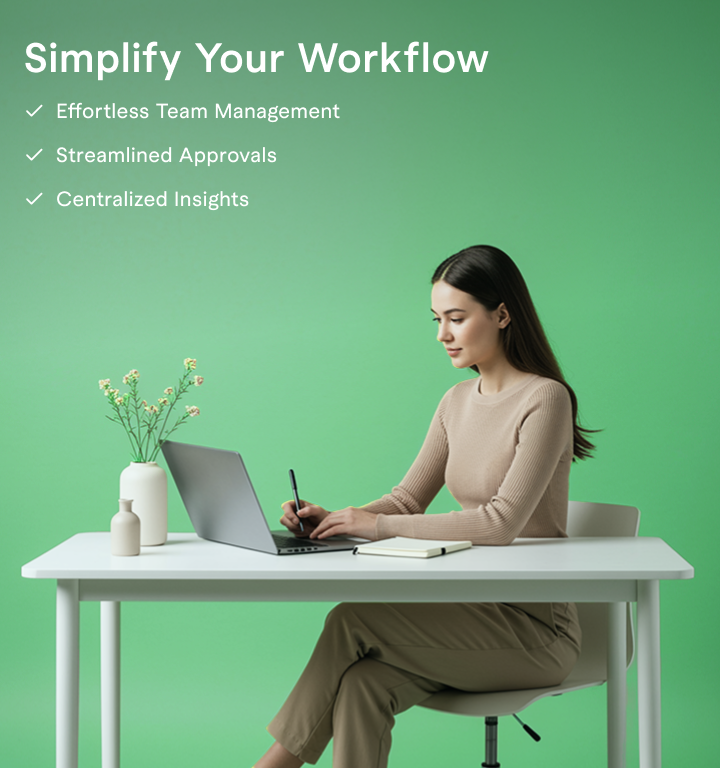 Simplify Your Workflow
Effortless Team Management
Streamlined Approvals
Centralized Insights